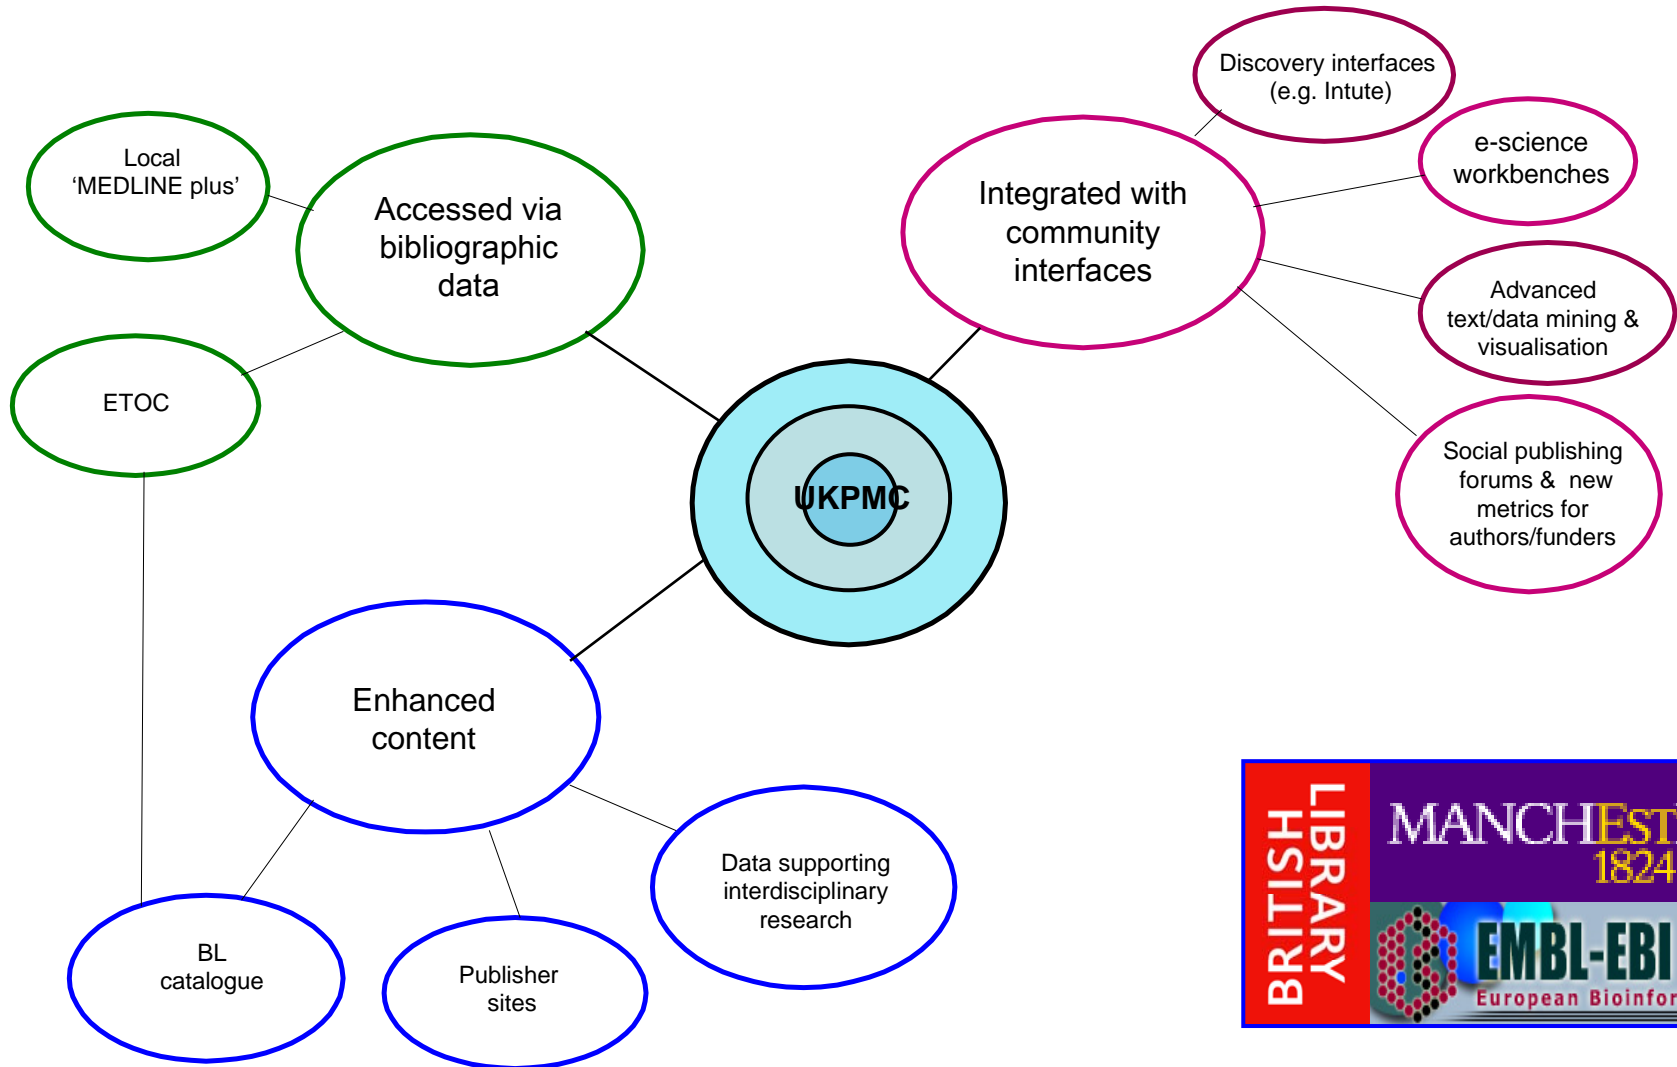 Discovery interfaces
(e.g. Intute)
Local
‘MEDLINE plus’
e-science
workbenches
Accessed via
bibliographic
data
Integrated with
community
interfaces
Advanced
text/data mining &
visualisation
ETOC
Social publishing
forums & new
metrics for
authors/funders
UKPMC
Enhanced
content
Data supporting
interdisciplinary
research
BL
catalogue
Publisher
sites
BRITISH
LIBRARY
MANCHEST
1824
EMBL-EBI
European Bioinfor